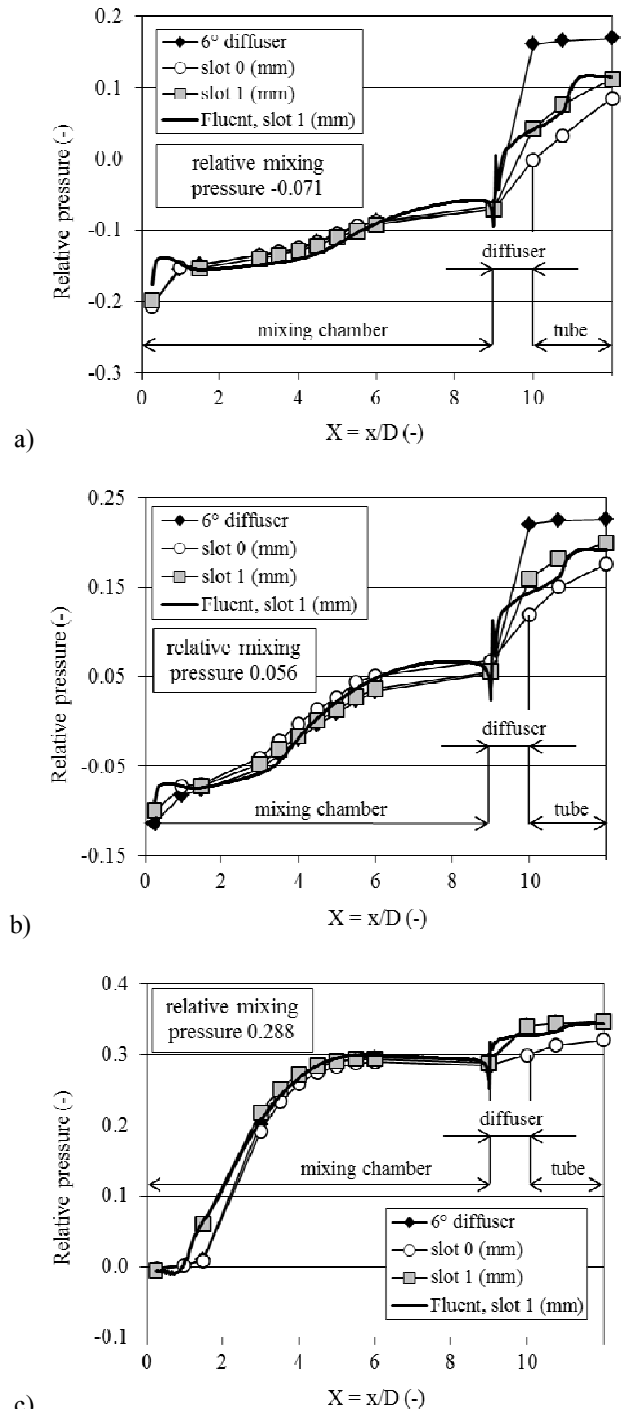 0.2
0.1
0.0
-0.1
-0.2
-0.3
Relative pressure (-)
6° diffuser
slot 0 (mm)
slot 1 (mm)
Fluent, slot 1 (mm)
relative mixing
pressure -0.071
diffuser
mixing chamber
tube
0 2 4 6 8 10
X = x/D (-)
a)
0.25
0.15
0.05
-0.05
-0.15
Relative pressure (-)
6° diffuser
slot 0 (mm)
slot 1 (mm)
Fluent, slot 1 (mm)
relative mixing
pressure 0.056
diffuser
mixing chamber
tube
0 2 4 6 8 10
X = x/D (-)
b)
0.4
0.3
0.2
0.1
0.0
-0.1
Relative pressure (-)
relative mixing
pressure 0.288
diffuser
mixing chamber
tube
6° diffuser
slot 0 (mm)
slot 1 (mm)
Fluent, slot 1 (mm)
0 2 4 6 8 10
X = x/D (-)
c)